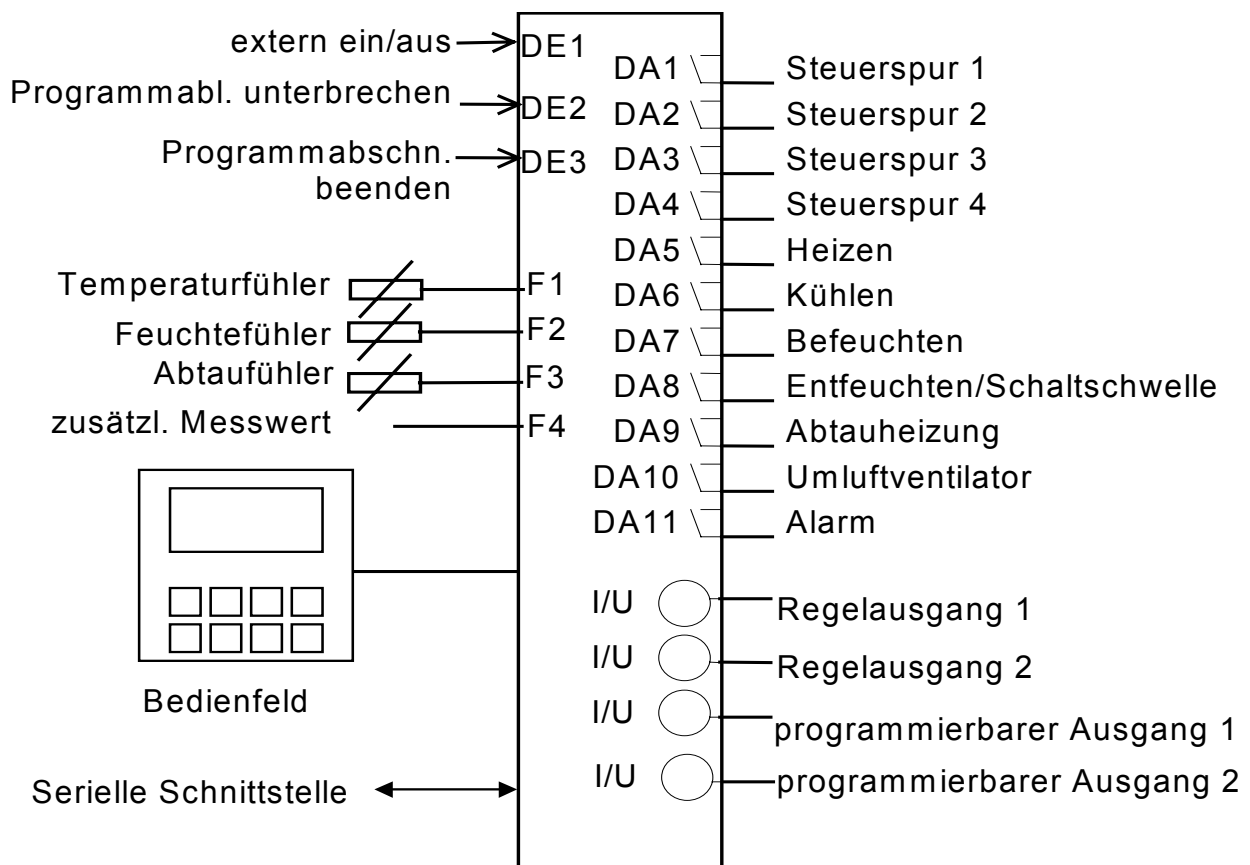 extern ein/aus
DE1
Programmabl. unterbrechen
DE2
Programmabschn.
beenden
DE3
Temperaturfühler
F1
Feuchtefühler
F2
Abtaufühler
F3
zusätzl. Messwert
F4
Bedienfeld
Serielle Schnittstelle
DA1 Steuerspur 1
DA2 Steuerspur 2
DA3 Steuerspur 3
DA4 Steuerspur 4
DA5 Heizen
DA6 Kühlen
DA7 Befeuchten
DA8 Entfeuchten/Schaltschwelle
DA9 Abtauheizung
DA10 Umluftventilator
DA11 Alarm
I/U Regelausgang 1
I/U Regelausgang 2
I/U programmierbarer Ausgang 1
I/U programmierbarer Ausgang 2